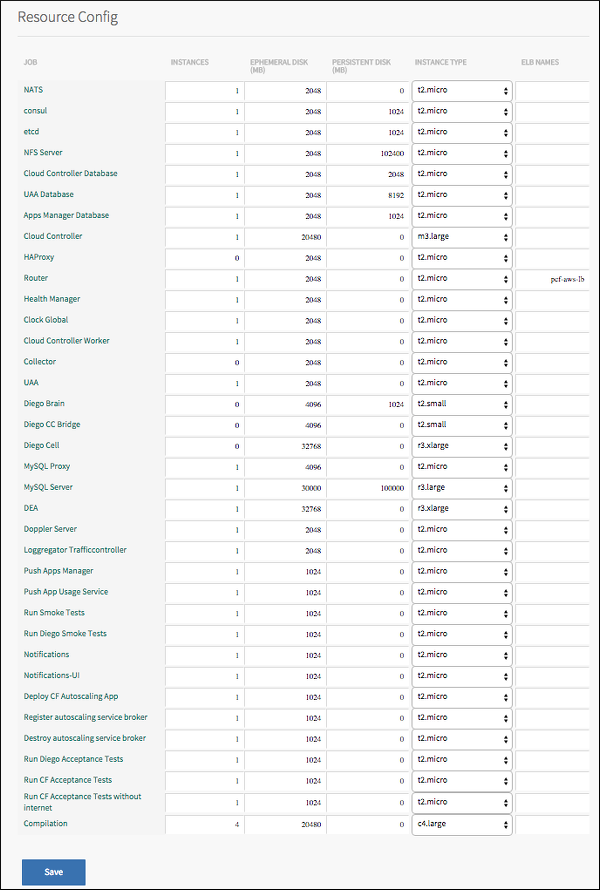 Resource Config
JOB INSTANCES EPHEMERAL DISK (MB) PERSISTENT DISK (MB) INSTANCE TYPE ELB NAMES
NATS 1 2048 0 t2.micro
consul 1 2048 1024 t2.micro
etcd 1 2048 1024 t2.micro
NFS Server 1 2048 102400 t2.micro
Cloud Controller Database 1 2048 2048 t2.micro
UAA Database 1 2048 8192 t2.micro
Apps Manager Database 1 2048 1024 t2.micro
Cloud Controller 1 20480 0 m3.large
HAProxy 0 2048 0 t2.micro
Router 1 2048 0 t2.micro pcf-aws-lb
Health Manager 1 2048 0 t2.micro
Clock Global 1 2048 0 t2.micro
Cloud Controller Worker 1 2048 0 t2.micro
Collector 0 2048 0 t2.micro
UAA 1 2048 0 t2.micro
Diego Brain 0 4096 1024 t2.small
Diego CC Bridge 0 4096 0 t2.small
Diego Cell 0 32768 0 r3.xlarge
MySQL Proxy 1 4096 0 t2.micro
MySQL Server 1 30000 100000 r3.large
DEA 1 32768 0 r3.xlarge
Doppler Server 1 2048 0 t2.micro
Loggregator Trafficcontroller 1 2048 0 t2.micro
Push Apps Manager 1 1024 0 t2.micro
Push App Usage Service 1 1024 0 t2.micro
Run Smoke Tests 1 1024 0 t2.micro
Run Diego Smoke Tests 1 1024 0 t2.micro
Notifications 1 1024 0 t2.micro
Notifications-UI 1 1024 0 t2.micro
Deploy CF Autoscaling App 1 1024 0 t2.micro
Register autoscaling service broker 1 1024 0 t2.micro
Destroy autoscaling service broker 1 1024 0 t2.micro
Run Diego Acceptance Tests 1 1024 0 t2.micro
Run CF Acceptance Tests 1 1024 0 t2.micro
Run CF Acceptance Tests without internet 1 1024 0 t2.micro
Compilation 4 20480 0 c4.large
Save